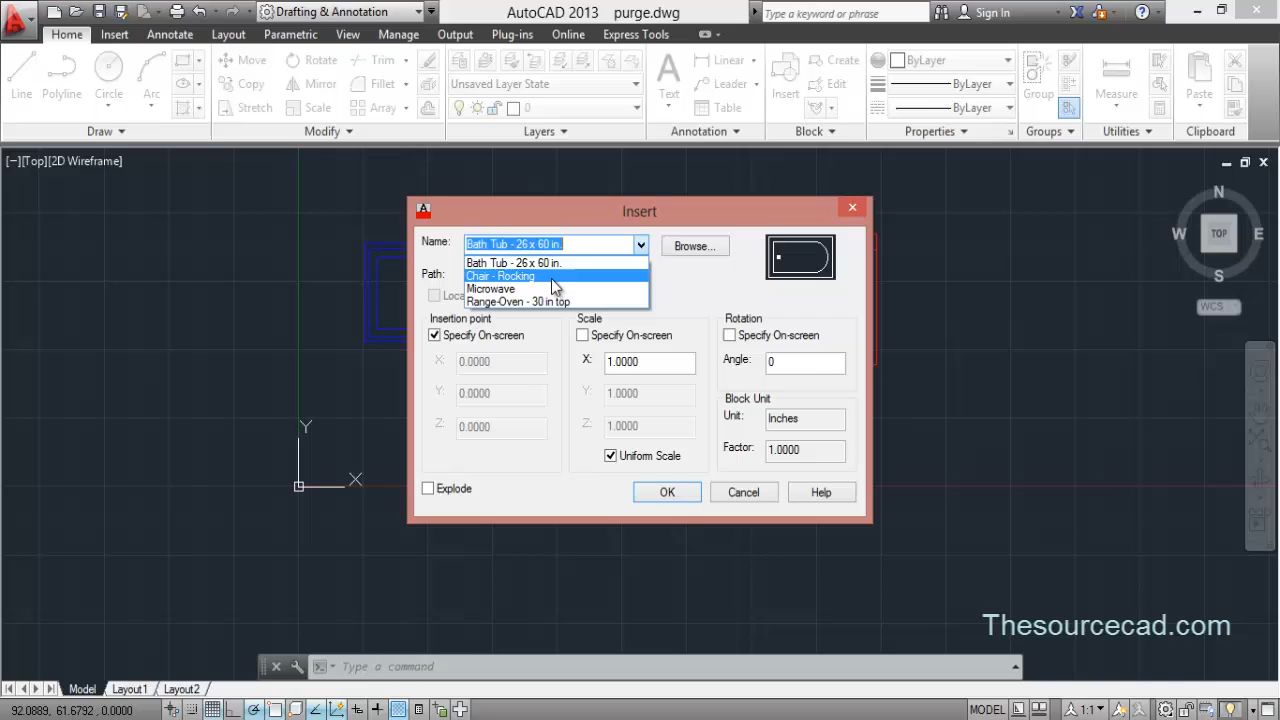 Drafting & Annotation
AutoCAD 2013 purge.dwg
Type a keyword or phrase
Sign In
Home Insert Annotate Layout Parametric View Manage Output Plug-ins Online Express Tools
Line
Polyline
Circle
Arc
Move
Rotate
Trim
Copy
Mirror
Fillet
Stretch
Scale
Array
Unsaved Layer State
0
Text
Linear
Leader
Table
Insert
Create
Edit
ByLayer
ByLayer
ByLayer
Group
Measure
Paste
Draw
Modify
Layers
Annotation
Block
Properties
Groups
Utilities
Clipboard
[−][Top][2D Wireframe]
N
W TOP E
S
WCS
Insert
Name: Bath Tub - 26 x 60 in. Browse...
Bath Tub - 26 x 60 in.
Path: Chair - Rocking
Microwave
Loca
Range-Oven - 30 in top
Insertion point
Specify On-screen
X: 0.0000
Y: 0.0000
Z: 0.0000
Scale
Specify On-screen
X: 1.0000
Y: 1.0000
Z: 1.0000
Uniform Scale
Rotation
Specify On-screen
Angle: 0
Block Unit
Unit: Inches
Factor: 1.0000
Explode
OK Cancel Help
Y
X
Thesourcecad.com
Type a command
Model Layout1 Layout2
92.0889, 61.6792, 0.0000
MODEL
1:1